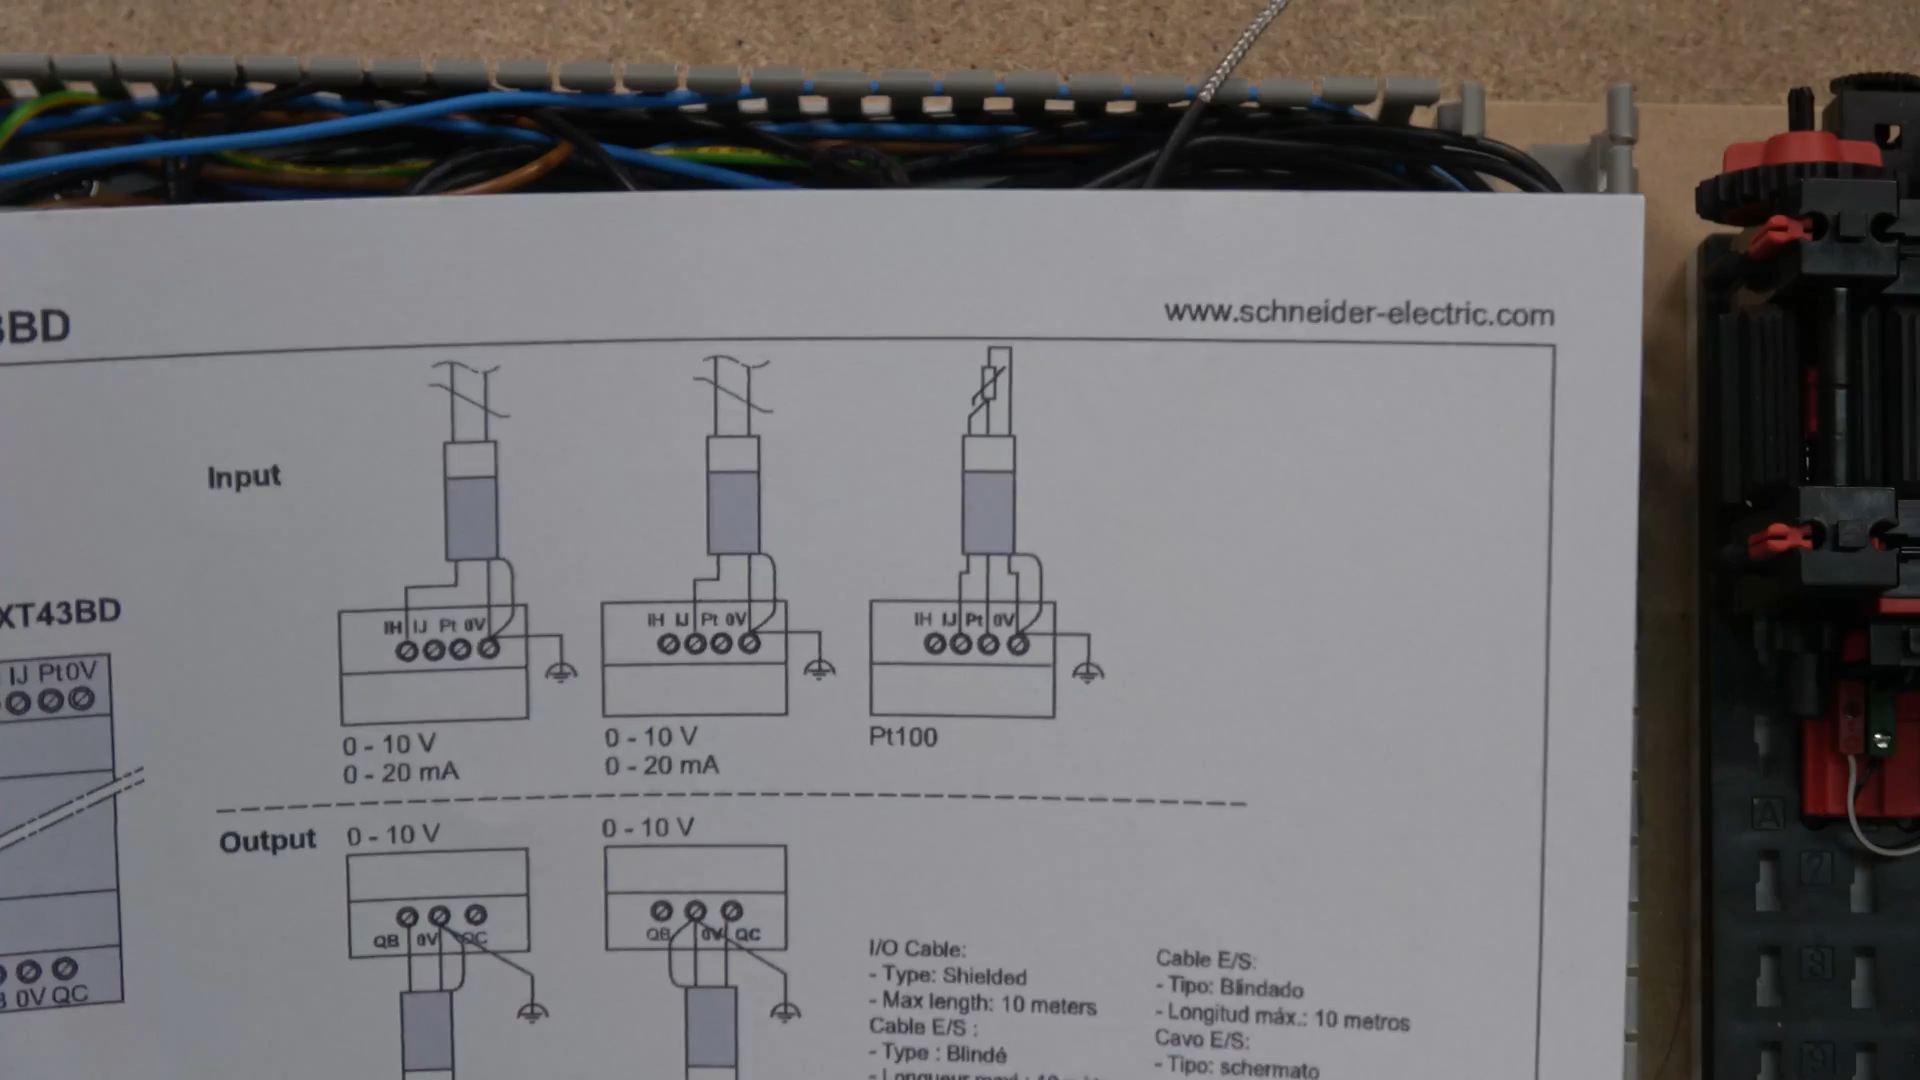 BBD
www.schneider-electric.com
Input
IH IJ Pt 0V
IH IJ Pt 0V
IH IJ Pt 0V
XT43BD
IJ Pt0V
0 - 10 V
0 - 20 mA
0 - 10 V
0 - 20 mA
Pt100
Output
0 - 10 V
0 - 10 V
QB 0V QC
QB 0V QC
0V QC
I/O Cable:
- Type: Shielded
- Max length: 10 meters
Cable E/S :
- Type : Blindé
Cable E/S:
- Tipo: Blindado
- Longitud máx.: 10 metros
Cavo E/S:
- Tipo: schermato
A